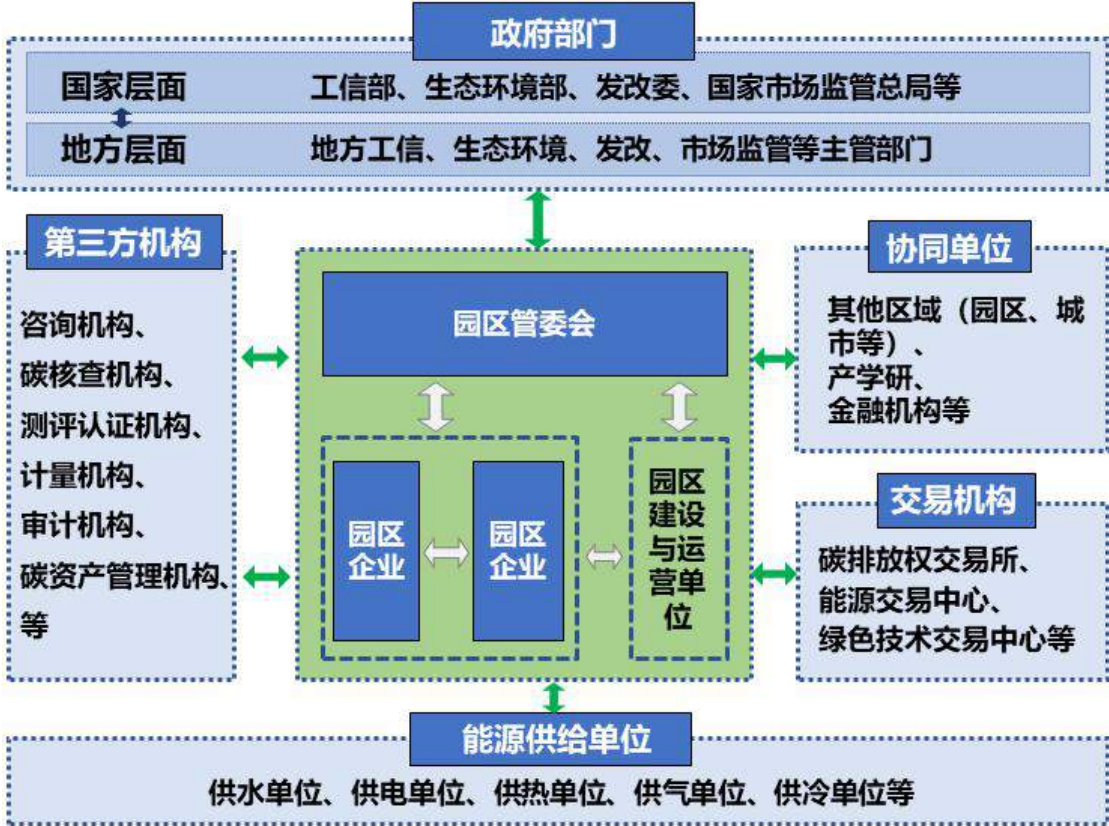 政府部门
国家层面
工信部、生态环境部、发改委、国家市场监管总局等
地方层面
地方工信、生态环境、发改、市场监管等主管部门
第三方机构
咨询机构、
碳核查机构、
测评认证机构、
计量机构、
审计机构、
碳资产管理机构、
等
园区管委会
园区
企业
园区
企业
园区
建设
与运
营单
位
协同单位
其他区域（园区、城
市等）、
产学研、
金融机构等
交易机构
碳排放权交易所、
能源交易中心、
绿色技术交易中心等
能源供给单位
供水单位、供电单位、供热单位、供气单位、供冷单位等